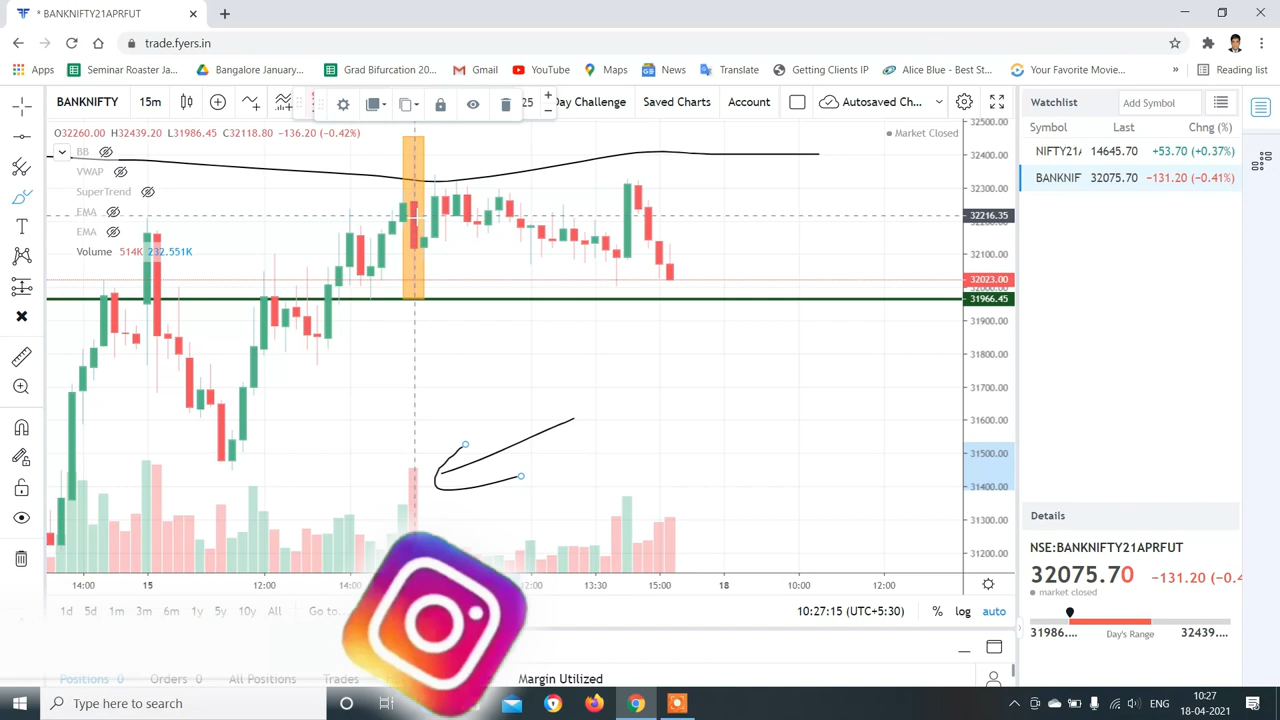 * BANKNIFTY21APRFUT
trade.fyers.in
Apps Seminar Roaster Ja... Bangalore January,... Grad Bifurcation 20... Gmail YouTube Maps News Translate Getting Clients IP Alice Blue - Best St... Your Favorite Movie... » Reading list
BANKNIFTY 15m 25 Day Challenge Saved Charts Account Autosaved Ch...
O32260.00 H32439.20 L31986.45 C32118.80 -136.20 (-0.42%)
Market Closed
BB
VWAP
SuperTrend
EMA
EMA
Volume 514K 232.551K
32500.00
32400.00
32300.00
32216.35
32100.00
32023.00
32000.00
31966.45
31900.00
31800.00
31700.00
31600.00
31500.00
31400.00
31300.00
31200.00
14:00 15 12:00 14:00 12:00 13:30 15:00 18 10:00 12:00
1d 5d 1m 3m 6m 1y 5y 10y All Go to...
10:27:15 (UTC+5:30) % log auto
Positions 0 Orders 0 All Positions Trades Margin Utilized
Watchlist Add Symbol
Symbol Last Chng (%)
NIFTY21 14645.70 +53.70 (+0.37%)
BANKNIF 32075.70 −131.20 (−0.41%)
Details
NSE:BANKNIFTY21APRFUT
32075.70 −131.20 (−0.4
market closed
31986.... Day's Range 32439....
Type here to search
ENG
10:27
18-04-2021